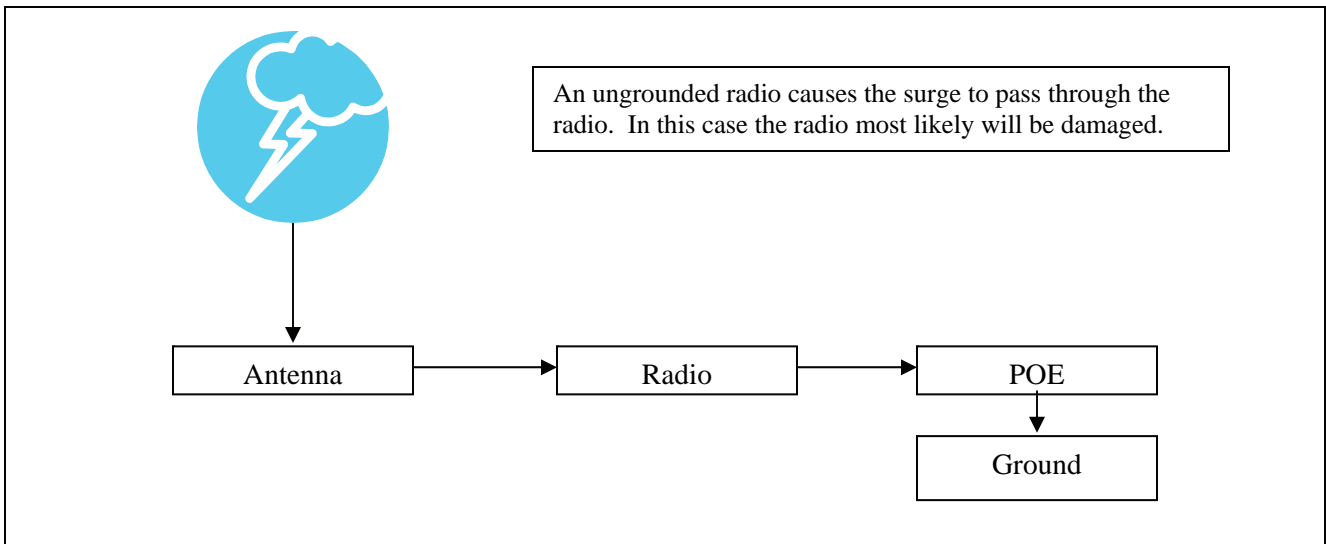 An ungrounded radio causes the surge to pass through the
radio.  In this case the radio most likely will be damaged.
Antenna
Radio
POE
Ground